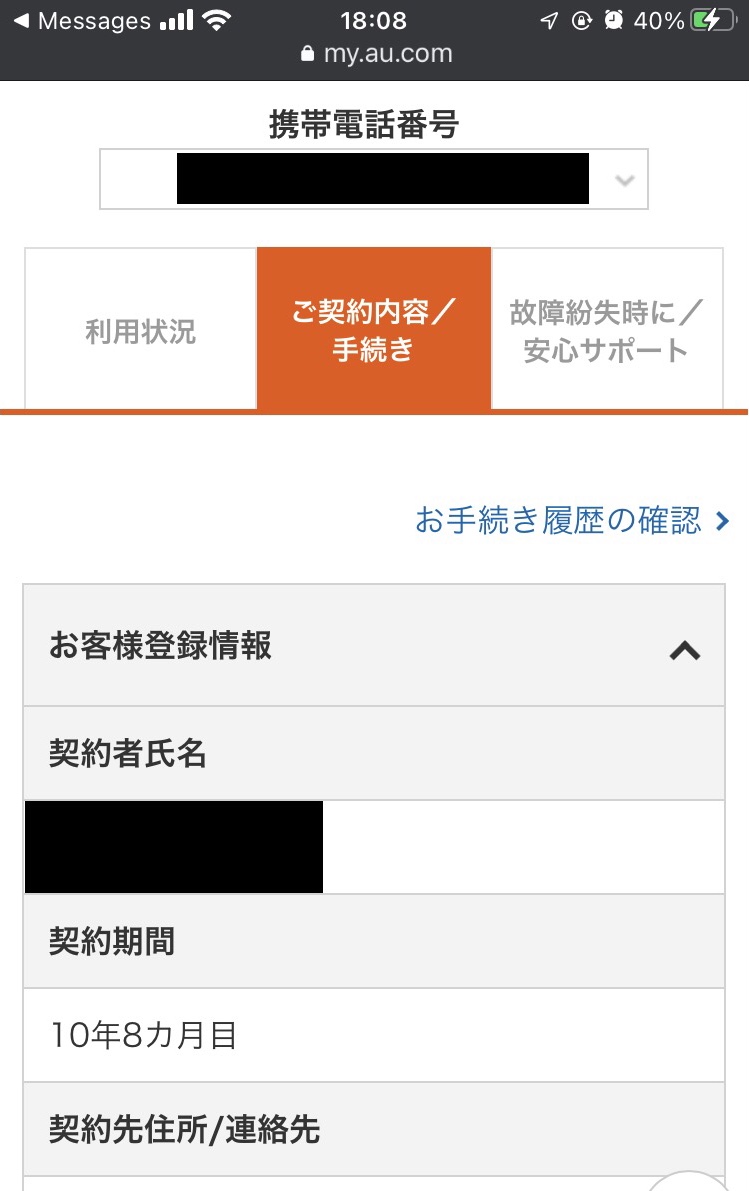 Messages 18:08 40%
my.au.com
携帯電話番号
利用状況
ご契約内容／
手続き
故障紛失時に／
安心サポート
お手続き履歴の確認
お客様登録情報
契約者氏名
契約期間
10年8カ月目
契約先住所/連絡先